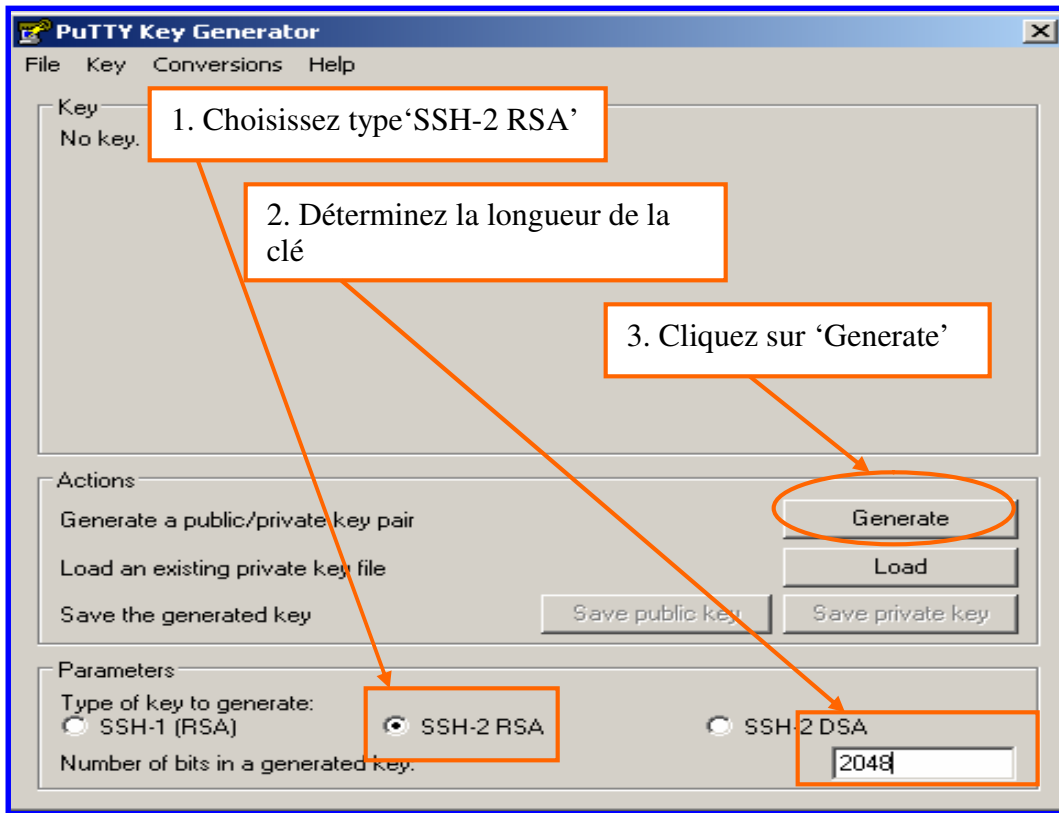 PuTTY Key Generator
File Key Conversions Help
Key
No key.
1. Choisissez type‘SSH-2 RSA’
2. Déterminez la longueur de la
clé
3. Cliquez sur ‘Generate’
Actions
Generate a public/private key pair
Generate
Load an existing private key file
Load
Save the generated key
Save public key
Save private key
Parameters
Type of key to generate:
SSH-1 (RSA)
SSH-2 RSA
SSH-2 DSA
Number of bits in a generated key:
2048